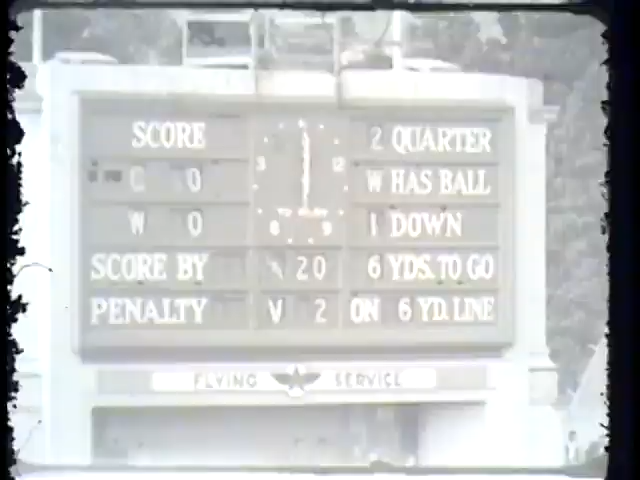 SCORE 2 QUARTER
C 0 W HAS BALL
W 0 1 DOWN
SCORE BY 20 6 YDS. TO GO
PENALTY V 2 ON 6 YD. LINE
FLYING SERVICE